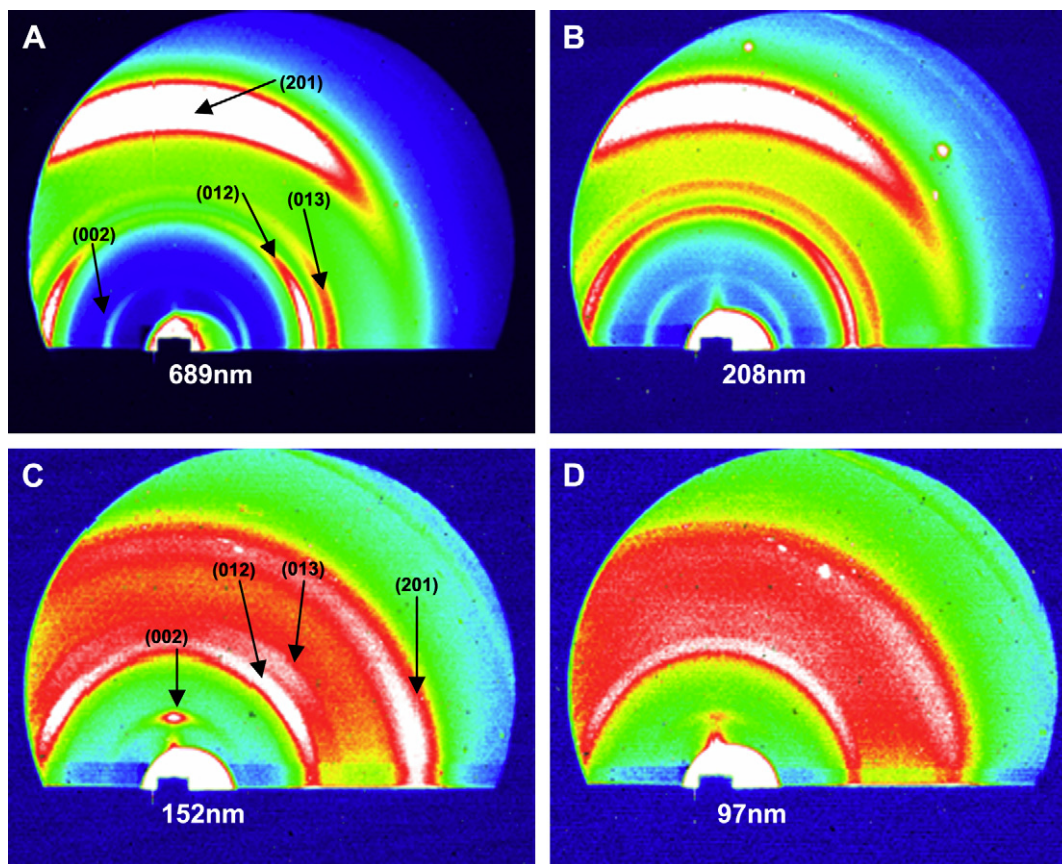 A
(201)
(012)
(013)
(002)
689nm
B
208nm
C
(012)
(013)
(201)
(002)
152nm
D
97nm